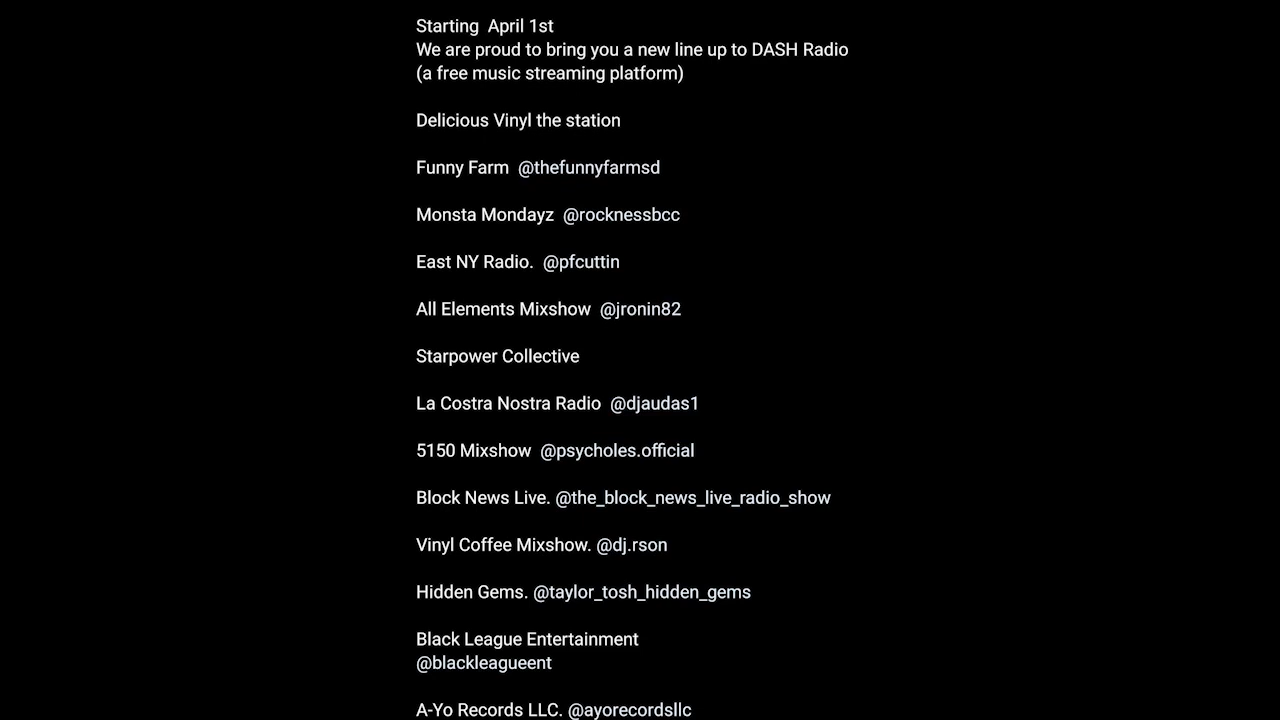 Starting  April 1st
We are proud to bring you a new line up to DASH Radio
(a free music streaming platform)
Delicious Vinyl the station
Funny Farm  @thefunnyfarmsd
Monsta Mondayz  @rocknessbcc
East NY Radio.  @pfcuttin
All Elements Mixshow  @jronin82
Starpower Collective
La Costra Nostra Radio  @djaudas1
5150 Mixshow  @psycholes.official
Block News Live. @the_block_news_live_radio_show
Vinyl Coffee Mixshow. @dj.rson
Hidden Gems. @taylor_tosh_hidden_gems
Black League Entertainment
@blackleagueent
A-Yo Records LLC. @ayorecordsllc